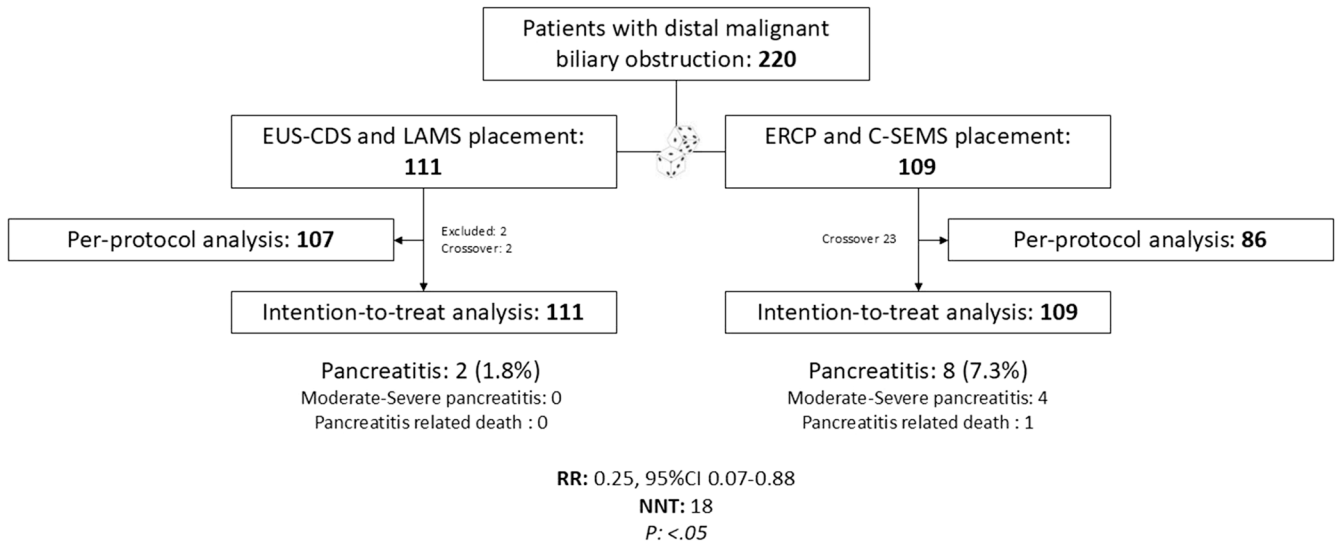 Patients with distal malignant
biliary obstruction: 220
EUS-CDS and LAMS placement:
111
ERCP and C-SEMS placement:
109
Per-protocol analysis: 107
Excluded: 2
Crossover: 2
Crossover 23
Per-protocol analysis: 86
Intention-to-treat analysis: 111
Intention-to-treat analysis: 109
Pancreatitis: 2 (1.8%)
Moderate-Severe pancreatitis: 0
Pancreatitis related death : 0
Pancreatitis: 8 (7.3%)
Moderate-Severe pancreatitis: 4
Pancreatitis related death : 1
RR: 0.25, 95%CI 0.07-0.88
NNT: 18
P: <.05